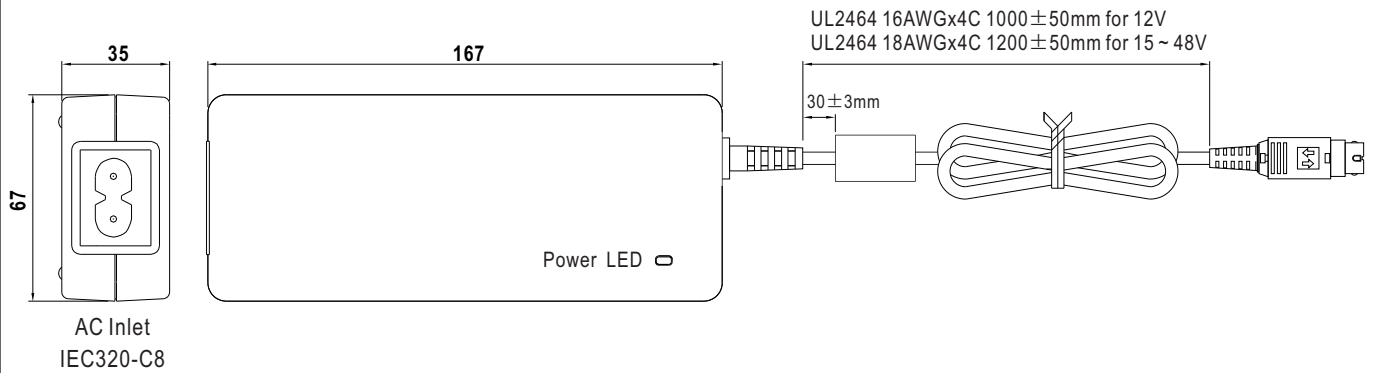 UL2464 16AWGx4C 1000±50mm for 12V
UL2464 18AWGx4C 1200±50mm for 15 ~ 48V
35
167
30±3mm
67
Power LED
AC Inlet
IEC320-C8